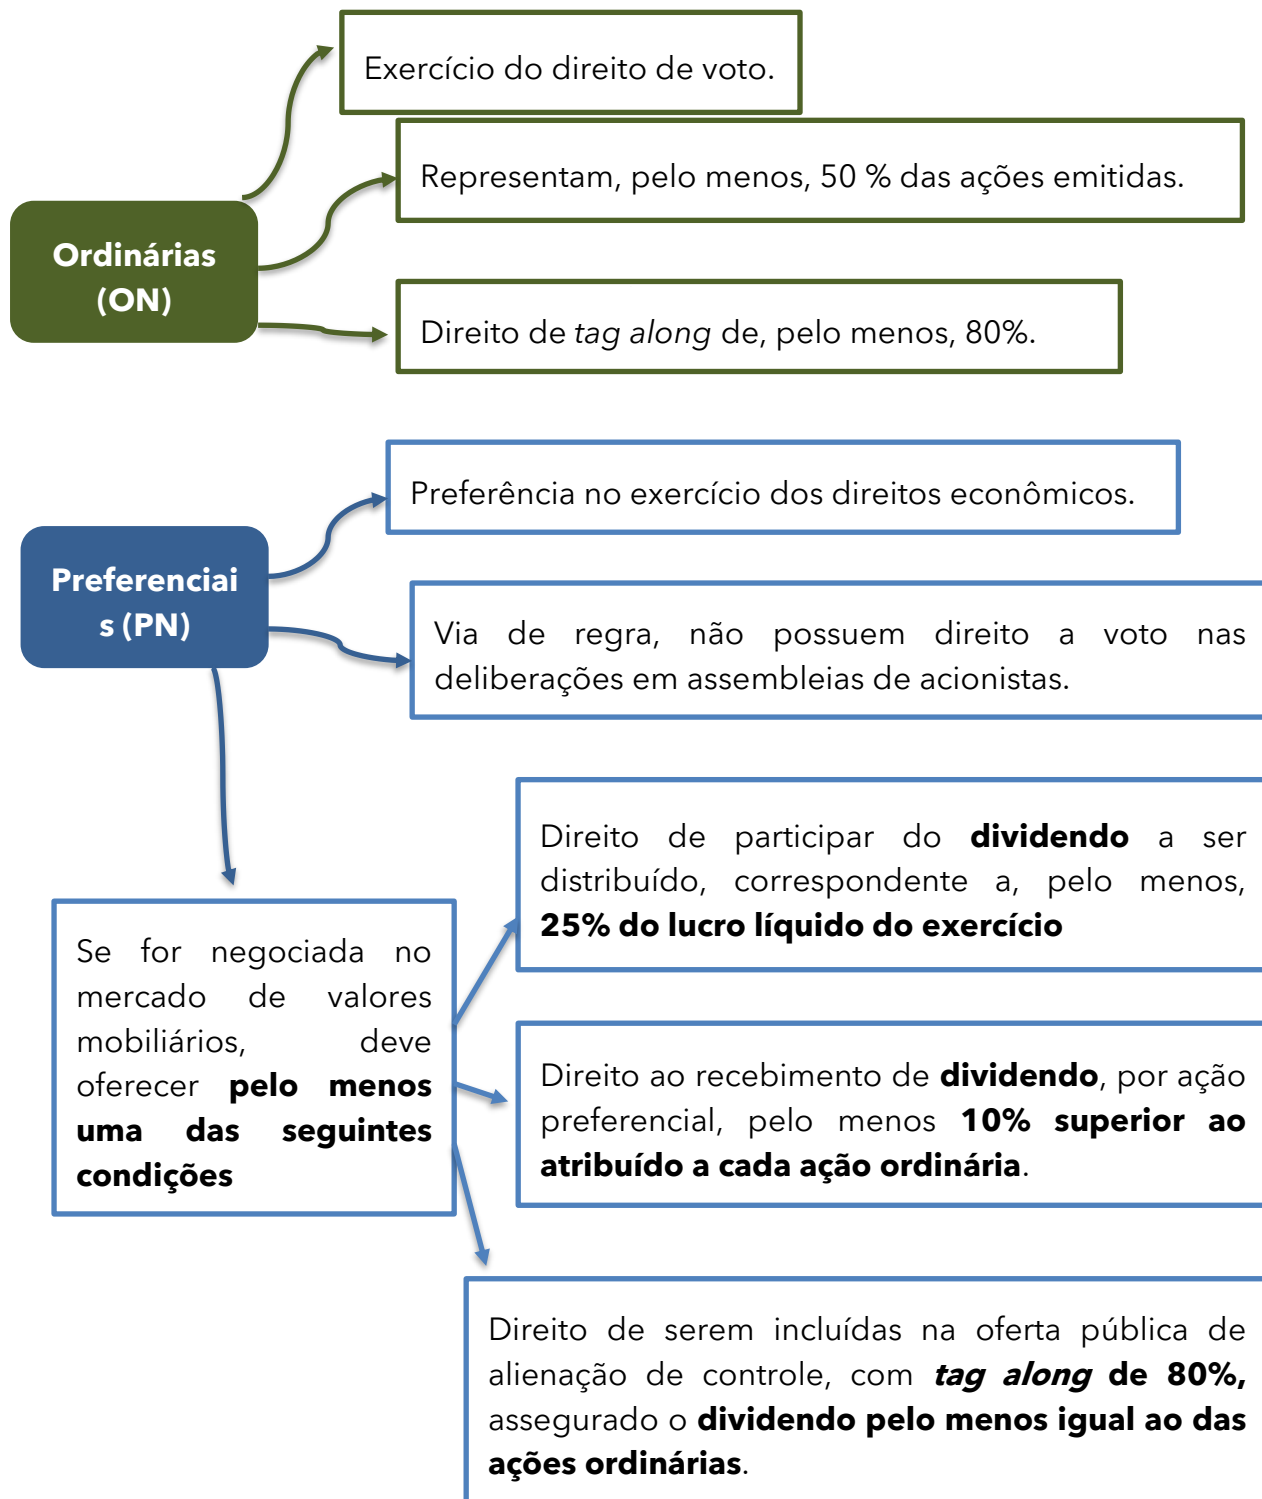 Exercício do direito de voto.
Representam, pelo menos, 50 % das ações emitidas.
Ordinárias
(ON)
Direito de tag along de, pelo menos, 80%.
Preferência no exercício dos direitos econômicos.
Preferenciai
s (PN)
Via de regra, não possuem direito a voto nas
deliberações em assembleias de acionistas.
Se for negociada no
mercado de valores
mobiliários, deve
oferecer pelo menos
uma das seguintes
condições
Direito de participar do dividendo a ser
distribuído, correspondente a, pelo menos,
25% do lucro líquido do exercício
Direito ao recebimento de dividendo, por ação
preferencial, pelo menos 10% superior ao
atribuído a cada ação ordinária.
Direito de serem incluídas na oferta pública de
alienação de controle, com tag along de 80%,
assegurado o dividendo pelo menos igual ao das
ações ordinárias.